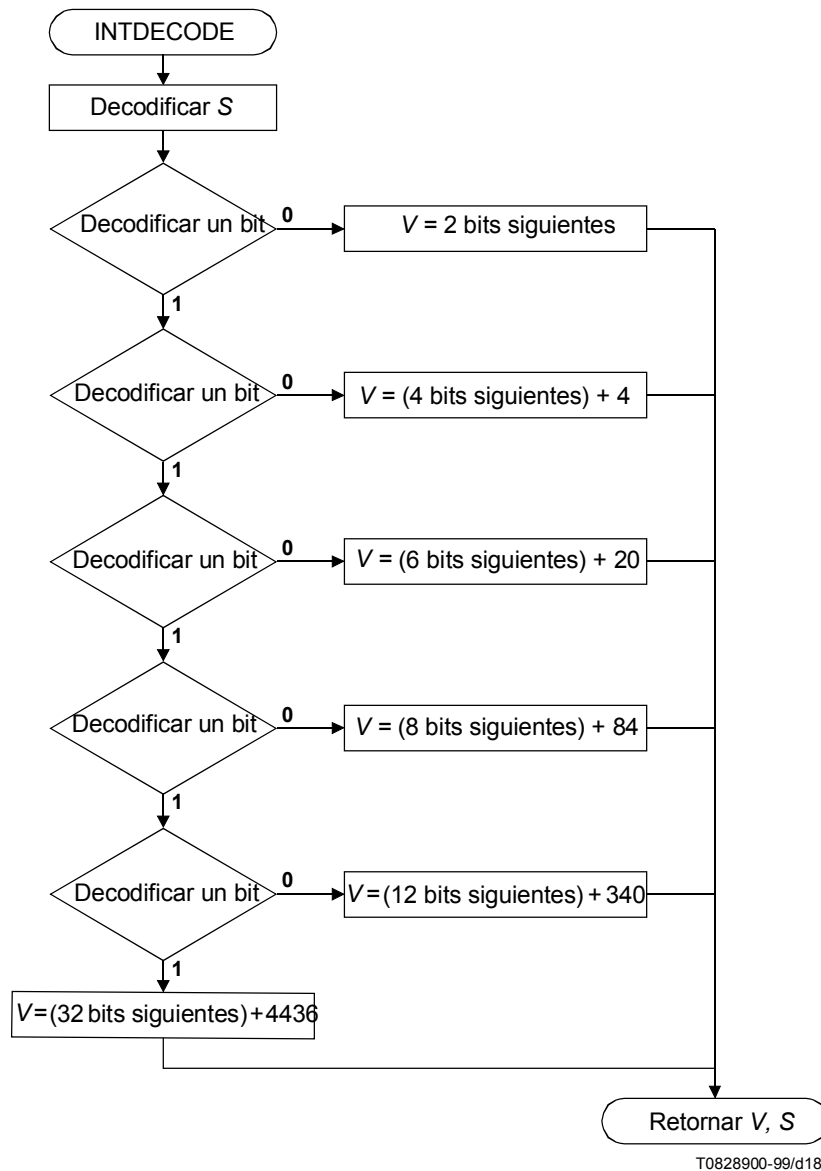 INTDECODE
Decodificar S
Decodificar un bit
0
V = 2 bits siguientes
1
Decodificar un bit
0
V = (4 bits siguientes) + 4
1
Decodificar un bit
0
V = (6 bits siguientes) + 20
1
Decodificar un bit
0
V = (8 bits siguientes) + 84
1
Decodificar un bit
0
V=(12 bits siguientes)+340
1
V=(32 bits siguientes)+4436
Retornar V, S
T0828900-99/d18